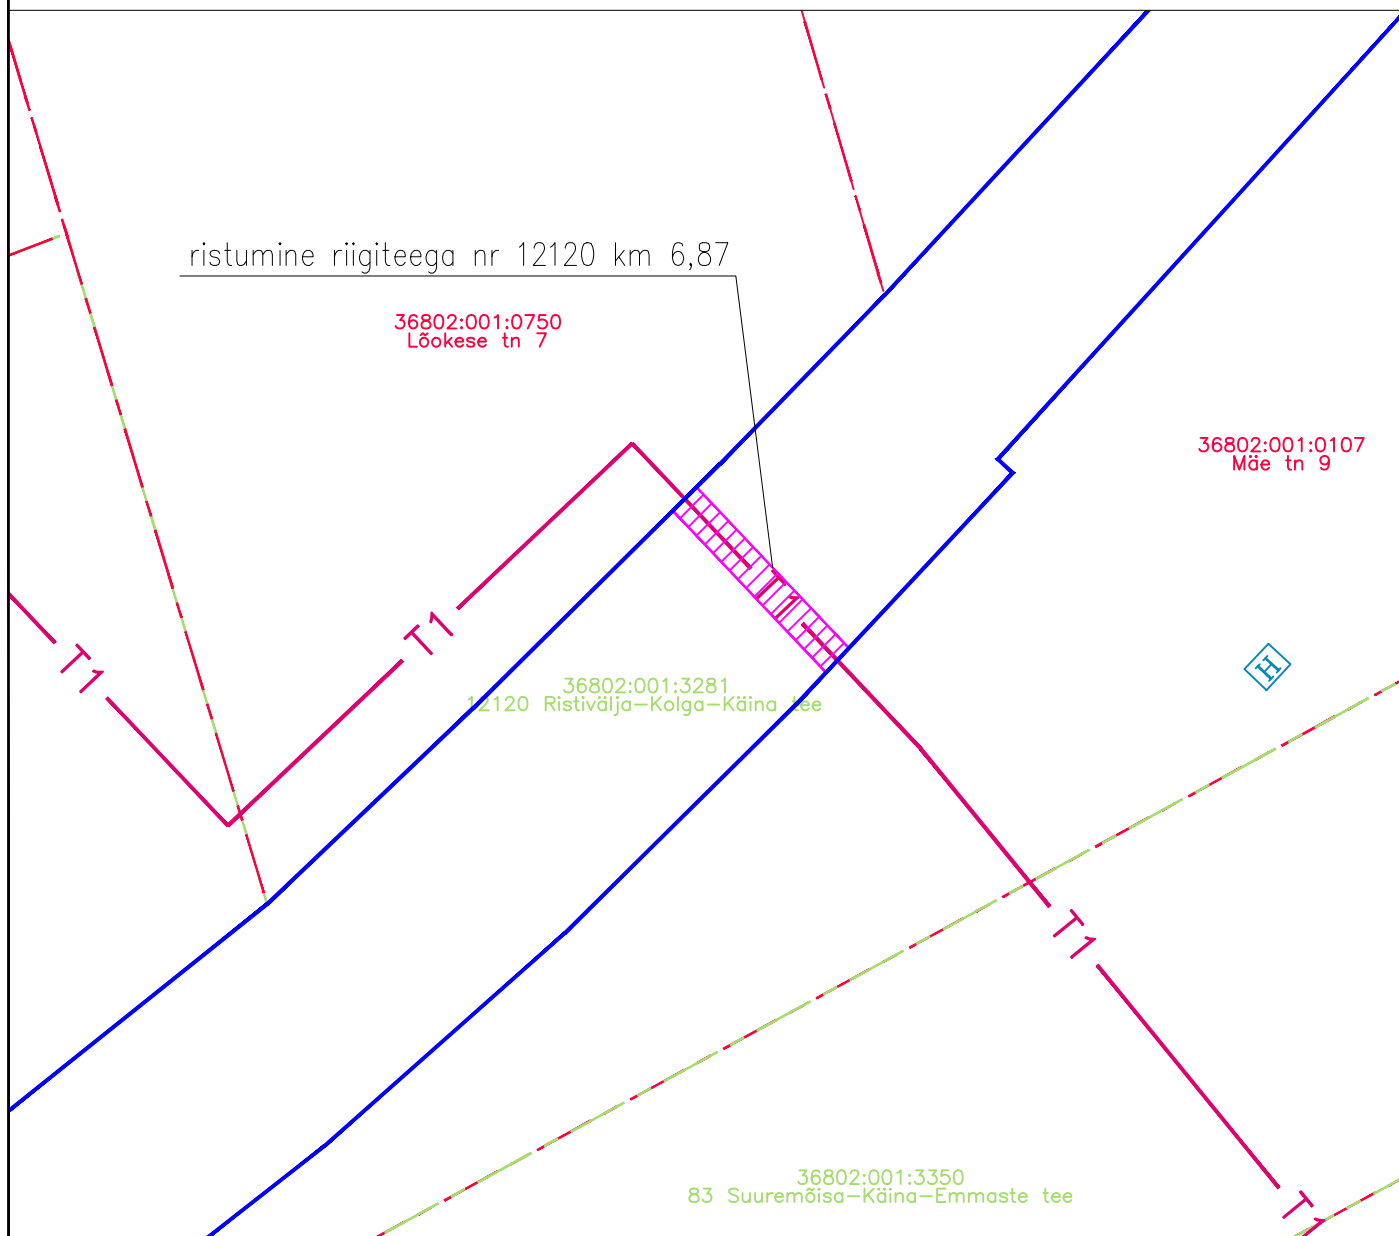 ristumine riigiteega nr 12120 km 6,87
36802:001:0750
Lõokese tn 7
36802:001:0107
Mäe tn 9
T1
T1
T1
H
36802:001:3281
12120 Ristivälja-Kolga-Käina tee
T1
36802:001:3350
83 Suuremõisa-Käina-Emmaste tee
T1